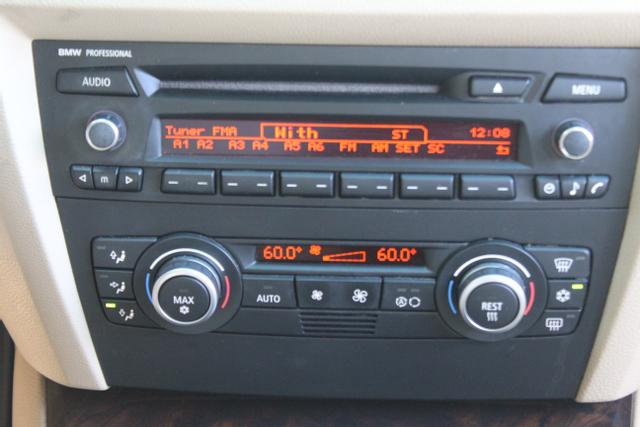 BMW PROFESSIONAL
AUDIO
MENU
Tuner FMA With ST 12:08
A1 A2 A3 A4 A5 A6 FM AM SET SC
m
60.0° 60.0°
MAX
AUTO
A
REST